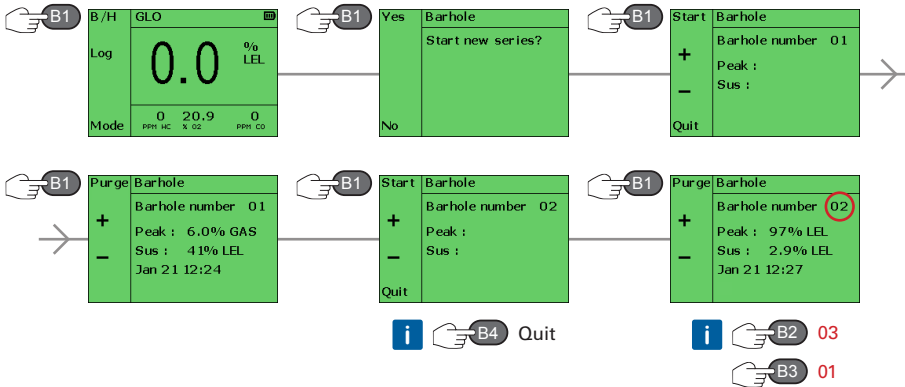 B1
B/H GLO
Log
0.0 % LEL
0 20.9 0
Mode PPM HC % O2 PPM CO
B1
Yes Barhole
Start new series?
No
B1
Start Barhole
Barhole number 01
+
Peak :
Sus :
–
Quit
B1
Purge Barhole
Barhole number 01
+
Peak : 6.0% GAS
Sus : 41% LEL
–
Jan 21 12:24
B1
Start Barhole
Barhole number 02
+
Peak :
Sus :
–
Quit
i B4 Quit
B1
Purge Barhole
Barhole number 02
+
Peak : 97% LEL
Sus : 2.9% LEL
–
Jan 21 12:27
i B2 03
B3 01